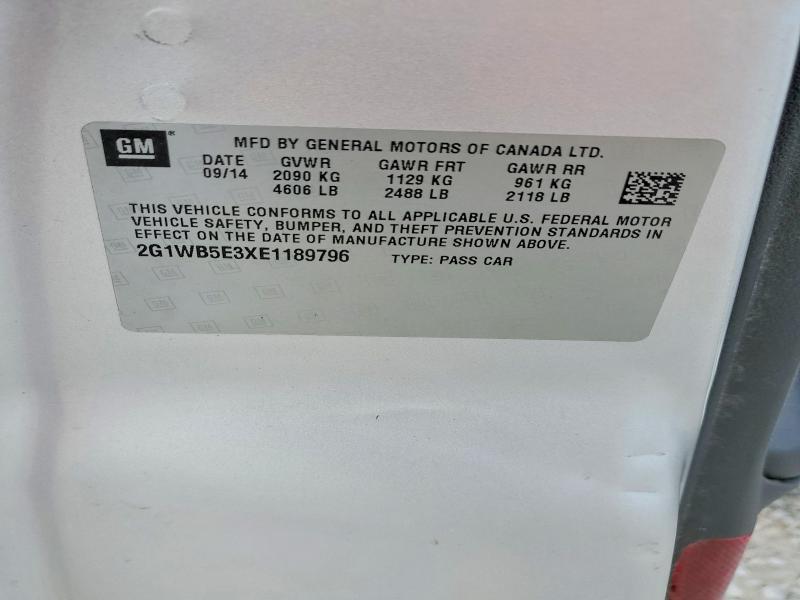 GM ® MFD BY GENERAL MOTORS OF CANADA LTD.
DATE GVWR GAWR FRT GAWR RR
09/14 2090 KG 1129 KG 961 KG
4606 LB 2488 LB 2118 LB
THIS VEHICLE CONFORMS TO ALL APPLICABLE U.S. FEDERAL MOTOR
VEHICLE SAFETY, BUMPER, AND THEFT PREVENTION STANDARDS IN
EFFECT ON THE DATE OF MANUFACTURE SHOWN ABOVE.
2G1WB5E3XE1189796 TYPE: PASS CAR